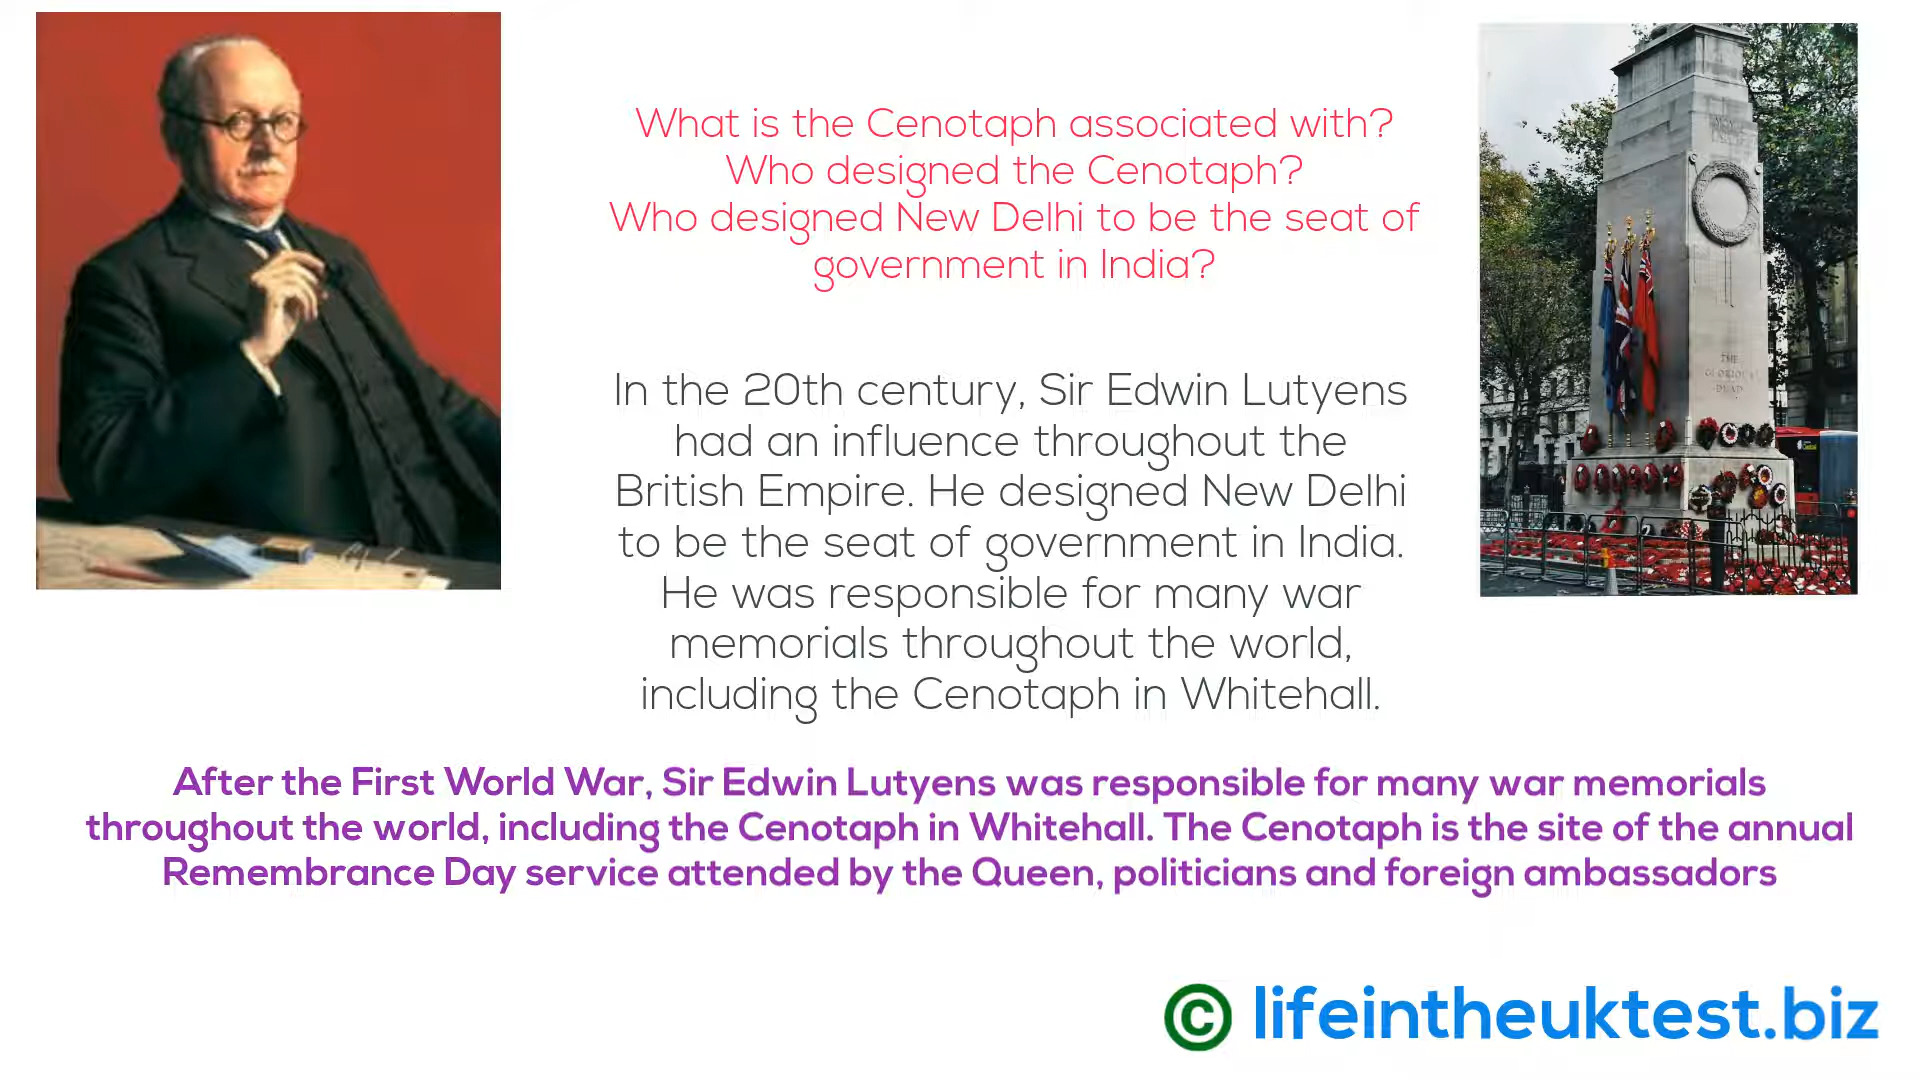 What is the Cenotaph associated with?
Who designed the Cenotaph?
Who designed New Delhi to be the seat of
government in India?
In the 20th century, Sir Edwin Lutyens
had an influence throughout the
British Empire. He designed New Delhi
to be the seat of government in India.
He was responsible for many war
memorials throughout the world,
including the Cenotaph in Whitehall.
THE
GLORIOUS
DEAD
After the First World War, Sir Edwin Lutyens was responsible for many war memorials
throughout the world, including the Cenotaph in Whitehall. The Cenotaph is the site of the annual
Remembrance Day service attended by the Queen, politicians and foreign ambassadors
© lifeintheuktest.biz